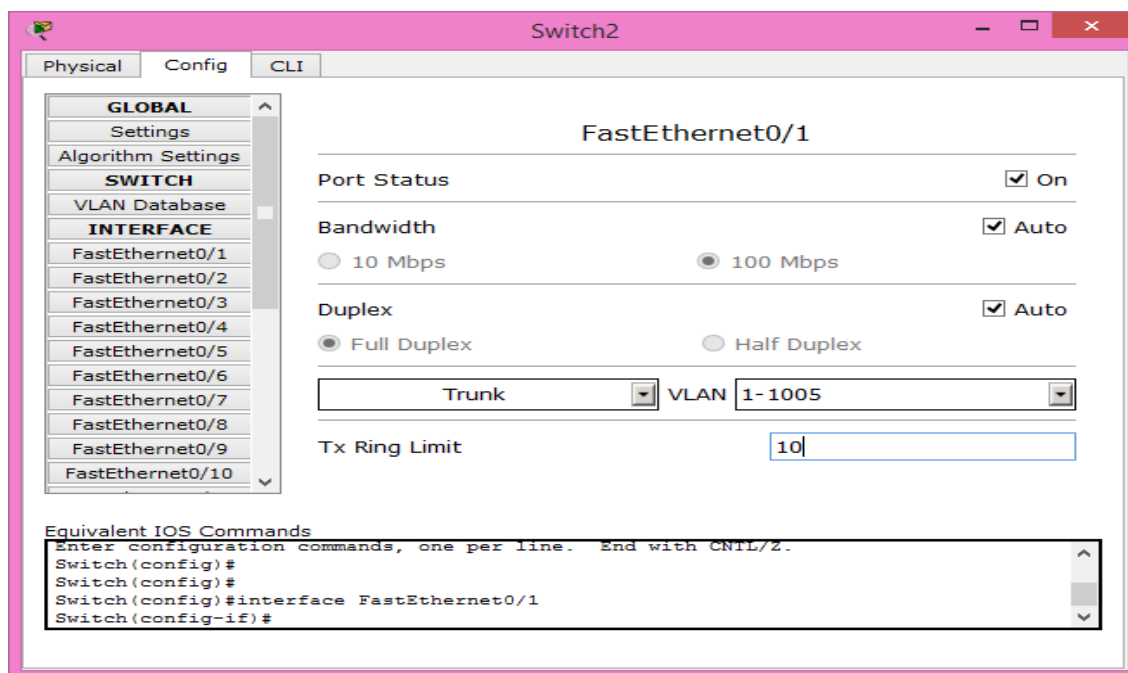 Switch2
Physical Config CLI
GLOBAL
Settings
Algorithm Settings
SWITCH
VLAN Database
INTERFACE
FastEthernet0/1
FastEthernet0/2
FastEthernet0/3
FastEthernet0/4
FastEthernet0/5
FastEthernet0/6
FastEthernet0/7
FastEthernet0/8
FastEthernet0/9
FastEthernet0/10
FastEthernet0/1
Port Status On
Bandwidth Auto
10 Mbps 100 Mbps
Duplex Auto
Full Duplex Half Duplex
Trunk VLAN 1-1005
Tx Ring Limit 10
Equivalent IOS Commands
Enter configuration commands, one per line. End with CNTL/Z.
Switch(config)#
Switch(config)#
Switch(config)#interface FastEthernet0/1
Switch(config-if)#